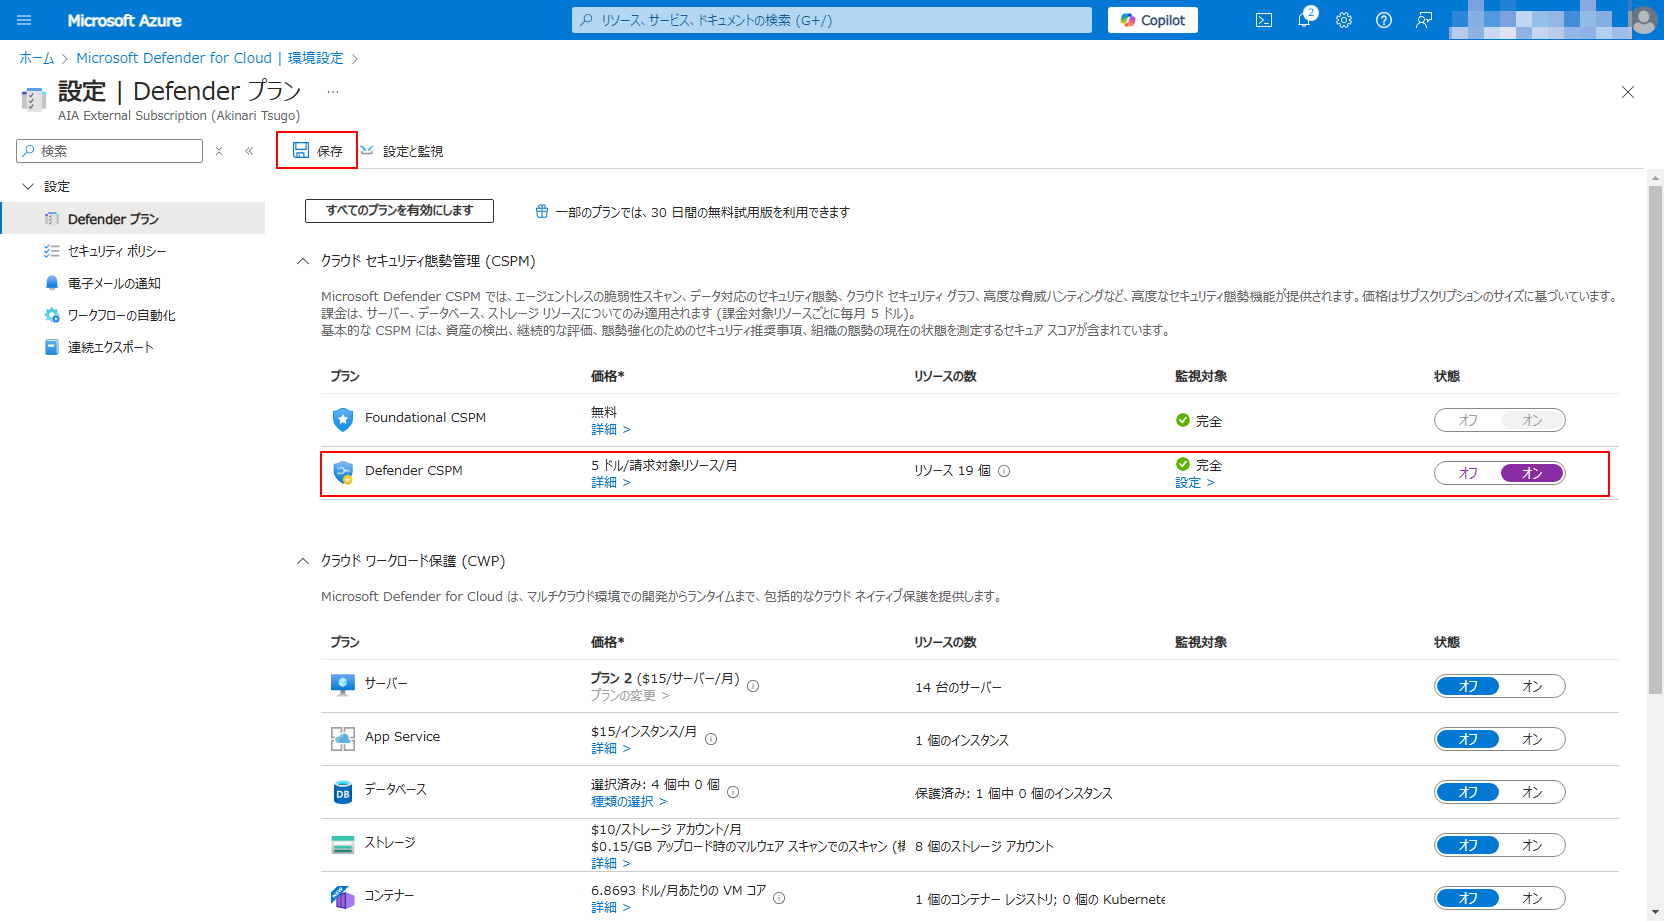 Microsoft Azure
リソース、サービス、ドキュメントの検索 (G+/)
Copilot
2
ホーム > Microsoft Defender for Cloud | 環境設定 >
設定 | Defender プラン ...
AIA External Subscription (Akinari Tsugo)
検索
保存
設定と監視
設定
Defender プラン
セキュリティ ポリシー
電子メールの通知
ワークフローの自動化
連続エクスポート
すべてのプランを有効にします
一部のプランでは、30 日間の無料試用版を利用できます
クラウド セキュリティ態勢管理 (CSPM)
Microsoft Defender CSPM では、エージェントレスの脆弱性スキャン、データ対応のセキュリティ態勢、クラウド セキュリティ グラフ、高度な脅威ハンティングなど、高度なセキュリティ態勢機能が提供されます。価格はサブスクリプションのサイズに基づいています。
課金は、サーバー、データベース、ストレージ リソースについてのみ適用されます (課金対象リソースごとに毎月 5 ドル)。
基本的な CSPM には、資産の検出、継続的な評価、態勢強化のためのセキュリティ推奨事項、組織の態勢の現在の状態を測定するセキュア スコアが含まれています。
プラン 価格* リソースの数 監視対象 状態
Foundational CSPM 無料 完全 オフ オン
詳細 >
Defender CSPM 5 ドル/請求対象リソース/月 リソース 19 個 完全 オフ オン
詳細 > 設定 >
クラウド ワークロード保護 (CWP)
Microsoft Defender for Cloud は、マルチクラウド環境での開発からランタイムまで、包括的なクラウド ネイティブ保護を提供します。
プラン 価格* リソースの数 監視対象 状態
サーバー プラン 2 ($15/サーバー/月) 14 台のサーバー オフ オン
プランの変更 >
App Service $15/インスタンス/月 1 個のインスタンス オフ オン
詳細 >
データベース 選択済み: 4 個中 0 個 保護済み: 1 個中 0 個のインスタンス オフ オン
DB
種類の選択 >
ストレージ $10/ストレージ アカウント/月
$0.15/GB アップロード時のマルウェア スキャンでのスキャン ( 8 個のストレージ アカウント オフ オン
詳細 >
コンテナー 6.8693 ドル/月あたりの VM コア 1 個のコンテナー レジストリ; 0 個の Kubernete オフ オン
詳細 >